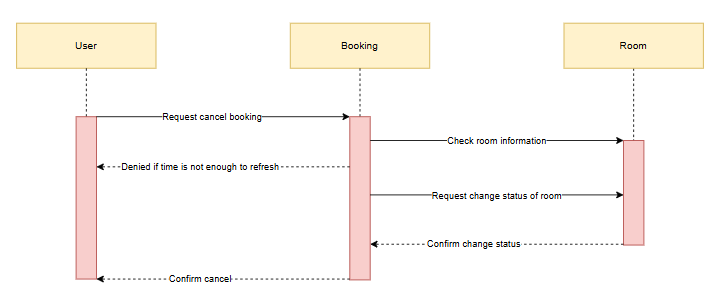 User
Booking
Room
Request cancel booking
Check room information
Denied if time is not enough to refresh
Request change status of room
Confirm change status
Confirm cancel